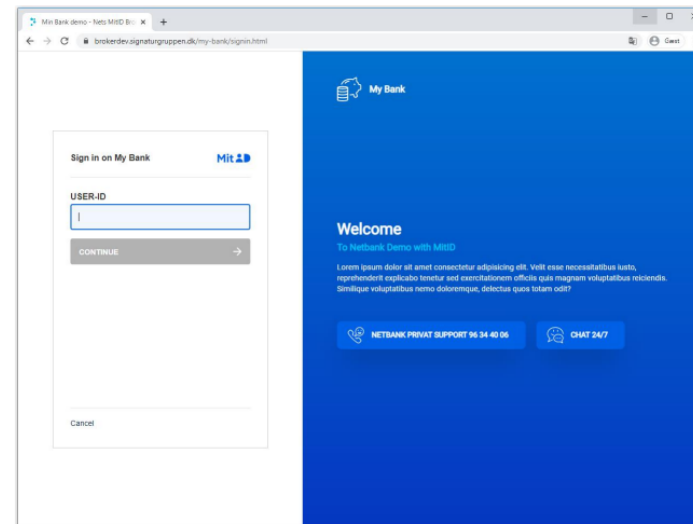 Min Bank demo - Nets MitID Bro
brokerdev.signaturgruppen.dk/my-bank/signin.html
Gæst
My Bank
Sign in on My Bank
Mit ID
USER-ID
CONTINUE
Cancel
Welcome
To Netbank Demo with MitID
Lorem ipsum dolor sit amet consectetur adipisicing elit. Velit esse necessitatibus iusto,
reprehenderit explicabo tenetur sed exercitationem officiis quis magnam voluptatibus reiciendis.
Similique voluptatibus nemo doloremque, delectus quos totam odit?
NETBANK PRIVAT SUPPORT 96 34 40 06
CHAT 24/7